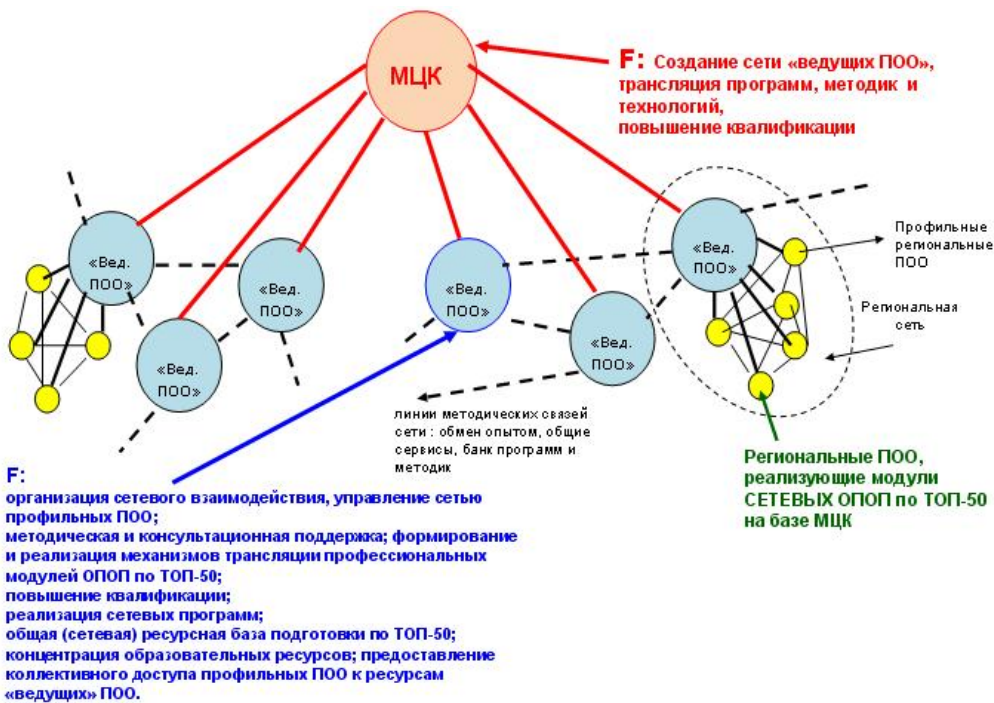 МЦК
F: Создание сети «ведущих ПОО»,
трансляция программ, методик и
технологий,
повышение квалификации
«Вед.
ПОО»
«Вед.
ПОО»
«Вед.
ПОО»
«Вед.
ПОО»
«Вед.
ПОО»
«Вед.
ПОО»
Профильные
региональные
ПОО
Региональная
сеть
линии методических связей
сети : обмен опытом, общие
сервисы, банк программ и
методик
Региональные ПОО,
реализующие модули
СЕТЕВЫХ ОПОП по ТОП-50
на базе МЦК
F:
организация сетевого взаимодействия, управление сетью
профильных ПОО;
методическая и консультационная поддержка; формирование
и реализация механизмов трансляции профессиональных
модулей ОПОП по ТОП-50;
повышение квалификации;
реализация сетевых программ;
общая (сетевая) ресурсная база подготовки по ТОП-50;
концентрация образовательных ресурсов; предоставление
коллективного доступа профильных ПОО к ресурсам
«ведущих» ПОО.